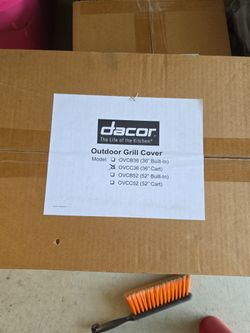 dacor
The Life of the Kitchen.®
Outdoor Grill Cover
Model: OVCB36 (36" Built-In)
OVCC36 (36" Cart)
OVCB52 (52" Built-In)
OVCC52 (52" Cart)